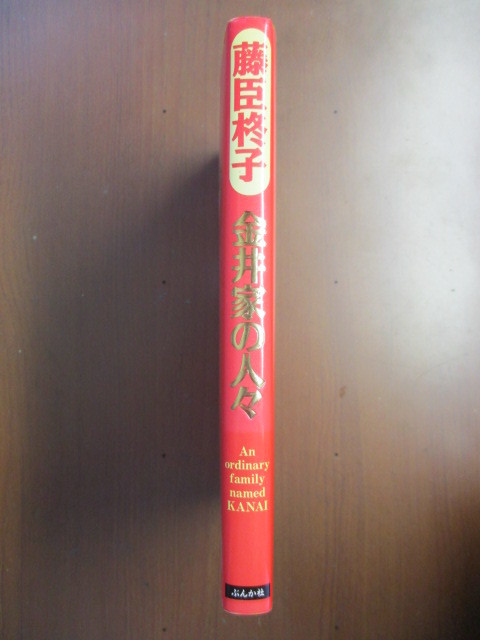 藤臣柊子
金井家の人々
An
ordinary
family
named
KANAI
ぶんか社